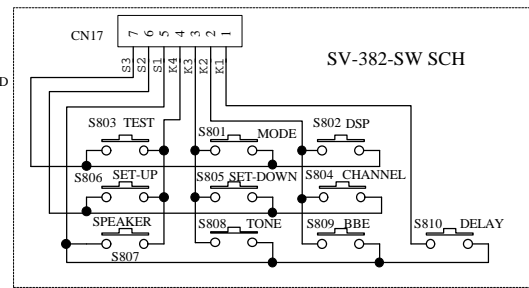 CN17
7 6 5 4 3 2 1
S3 S2 S1 K4 K3 K2 K1
SV-382-SW SCH
D
S803 TEST
S801 MODE
S802 DSP
S806 SET-UP
S805 SET-DOWN
S804 CHANNEL
SPEAKER
S807
S808 TONE
S809 BBE
S810 DELAY